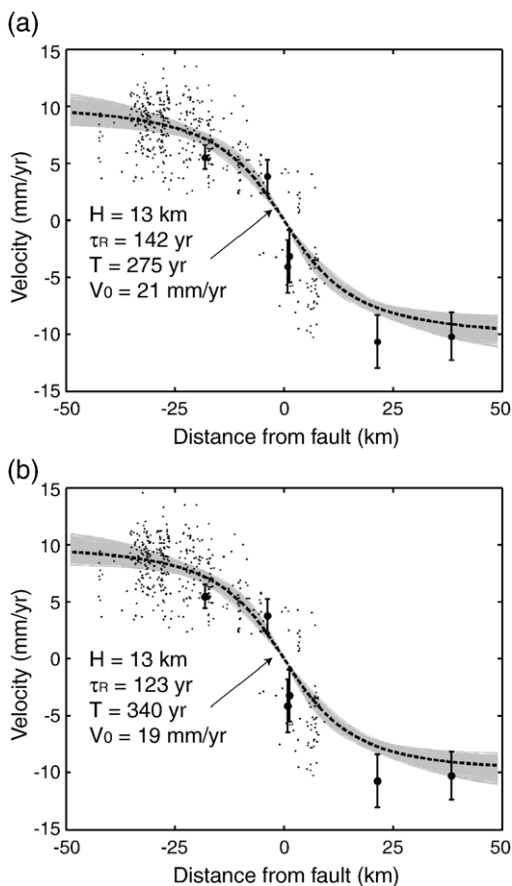 (a)
15
10
5
0
-5
-10
-15
Velocity (mm/yr)
H = 13 km
τR = 142 yr
T = 275 yr
V0 = 21 mm/yr
-50 -25 0 25 50
Distance from fault (km)
(b)
15
10
5
0
-5
-10
-15
Velocity (mm/yr)
H = 13 km
τR = 123 yr
T = 340 yr
V0 = 19 mm/yr
-50 -25 0 25 50
Distance from fault (km)